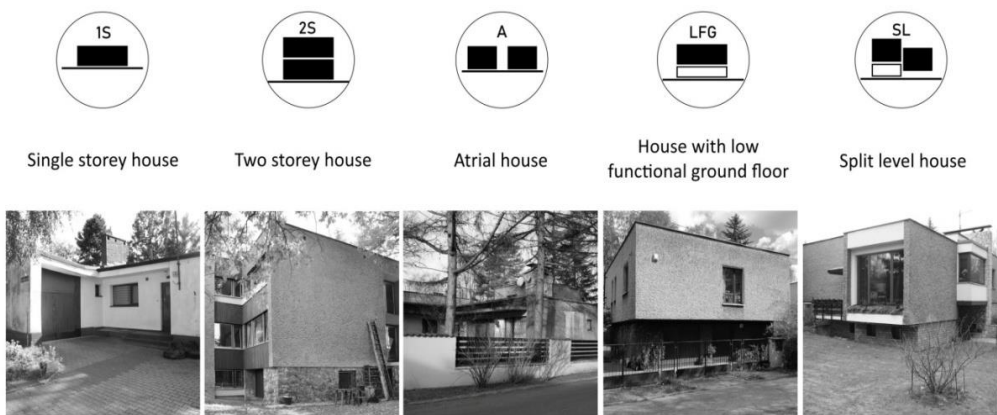 1S
2S
A
LFG
SL
Single storey house
Two storey house
Atrial house
House with low
functional ground floor
Split level house